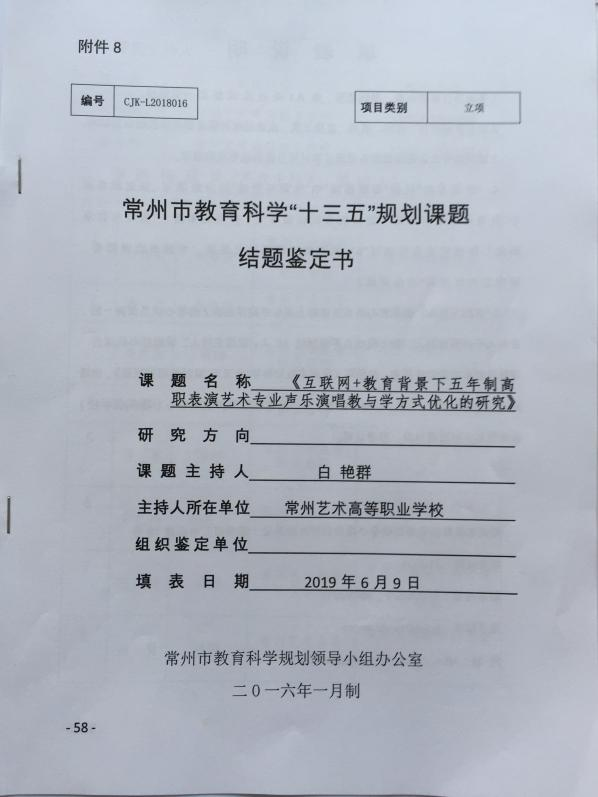 附件 8
编号 CJK-L2018016 项目类别 立项
常州市教育科学“十三五”规划课题
结题鉴定书
课题名称 《互联网+教育背景下五年制高
职表演艺术专业声乐演唱教与学方式优化的研究》
研究方向
课题主持人 白 艳群
主持人所在单位 常州艺术高等职业学校
组织鉴定单位
填表日期 2019 年 6 月 9 日
常州市教育科学规划领导小组办公室
二〇一六年一月制
- 58 -